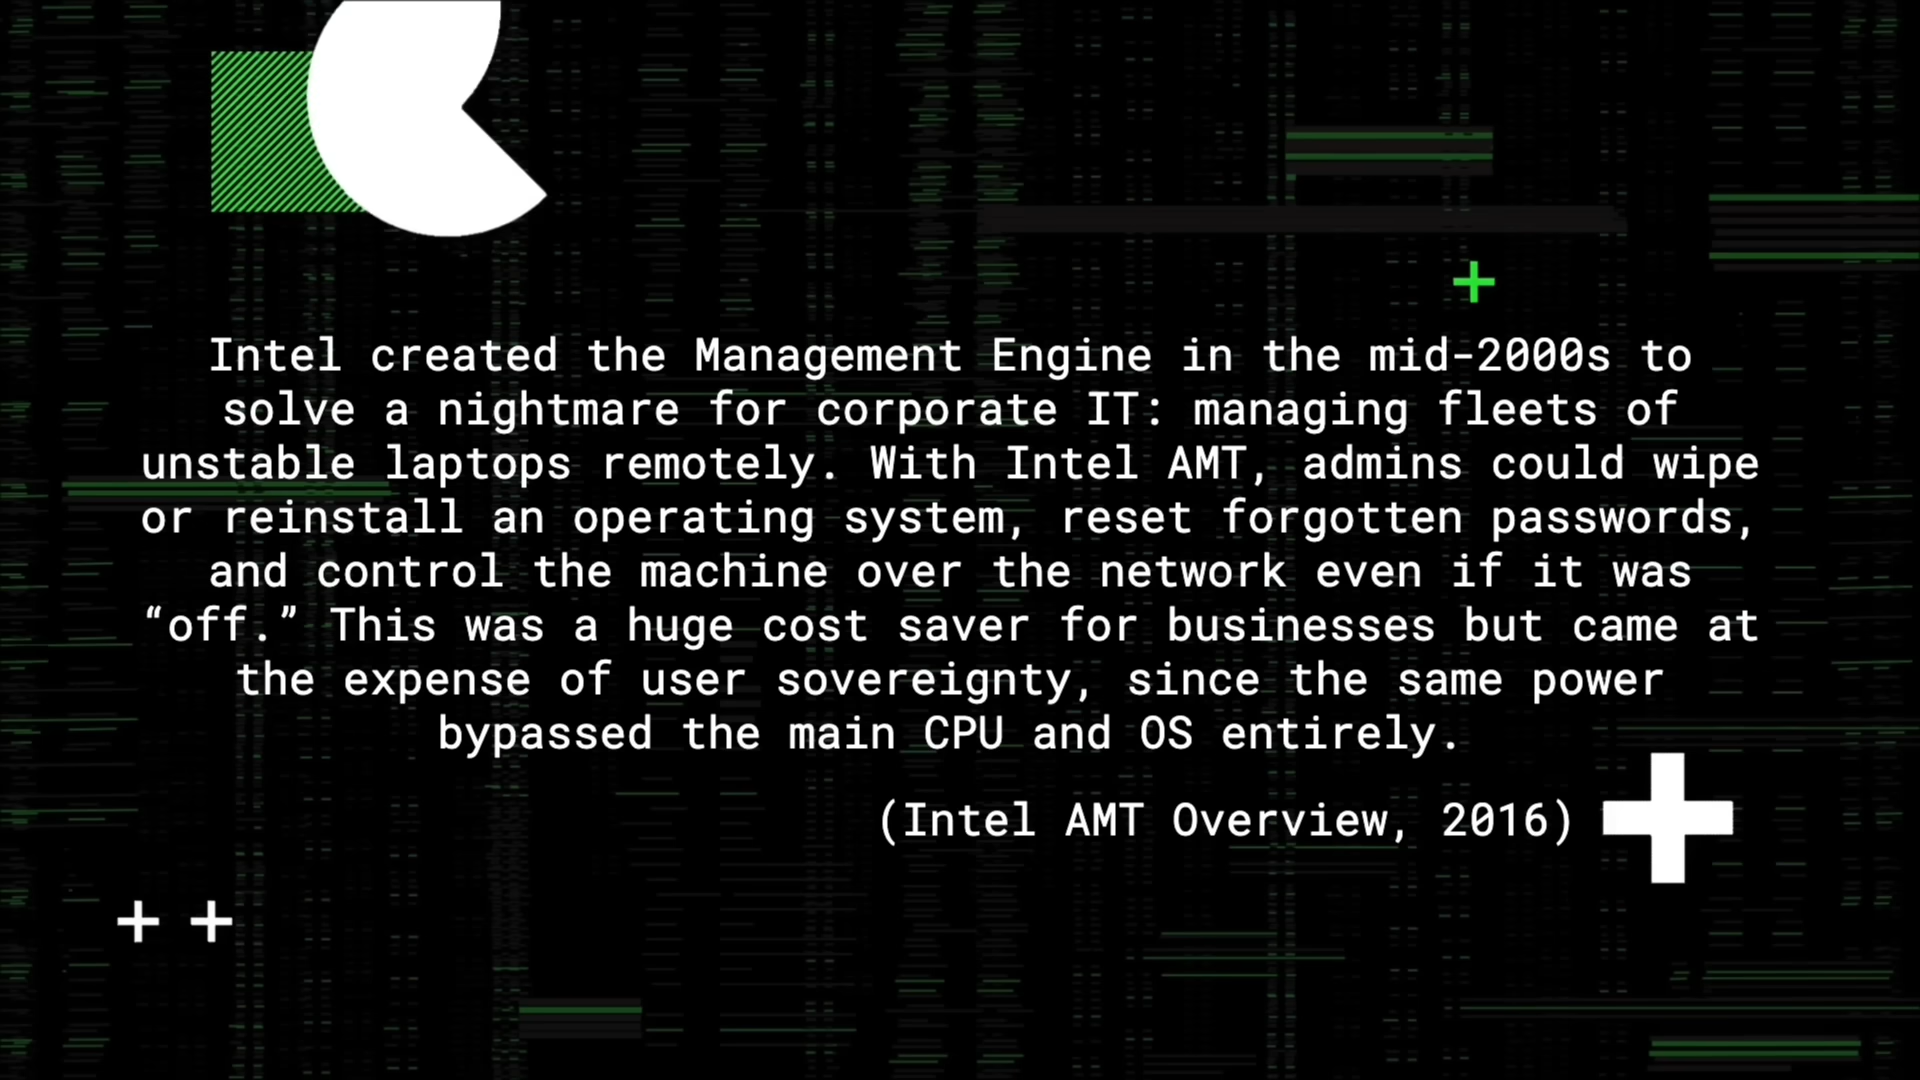 Intel created the Management Engine in the mid-2000s to
solve a nightmare for corporate IT: managing fleets of
unstable laptops remotely. With Intel AMT, admins could wipe
or reinstall an operating system, reset forgotten passwords,
and control the machine over the network even if it was
“off.” This was a huge cost saver for businesses but came at
the expense of user sovereignty, since the same power
bypassed the main CPU and OS entirely.
(Intel AMT Overview, 2016)